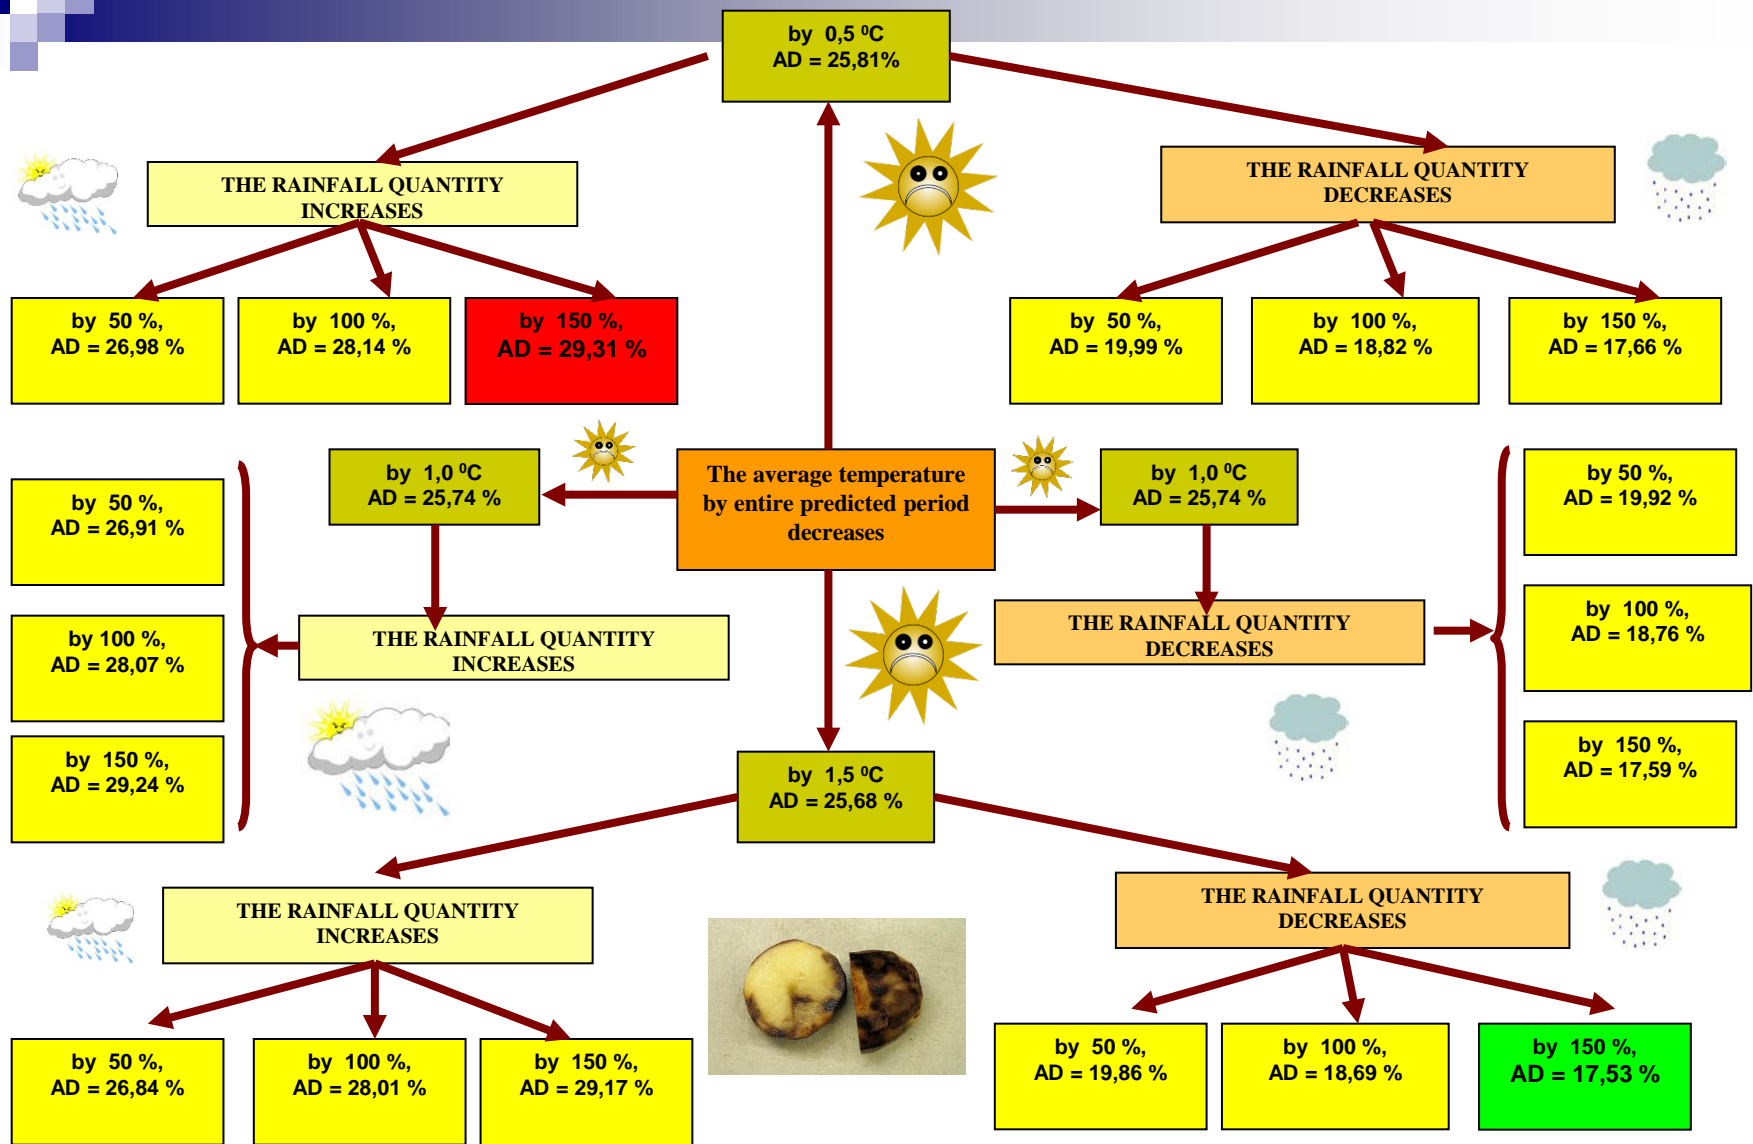 by 0,5 ⁰C
AD = 25,81%
THE RAINFALL QUANTITY
INCREASES
THE RAINFALL QUANTITY
DECREASES
by 50 %,
AD = 26,98 %
by 100 %,
AD = 28,14 %
by 150 %,
AD = 29,31 %
by 50 %,
AD = 19,99 %
by 100 %,
AD = 18,82 %
by 150 %,
AD = 17,66 %
by 1,0 ⁰C
AD = 25,74 %
The average temperature
by entire predicted period
decreases
by 1,0 ⁰C
AD = 25,74 %
by 50 %,
AD = 26,91 %
by 100 %,
AD = 28,07 %
by 150 %,
AD = 29,24 %
THE RAINFALL QUANTITY
INCREASES
THE RAINFALL QUANTITY
DECREASES
by 50 %,
AD = 19,92 %
by 100 %,
AD = 18,76 %
by 150 %,
AD = 17,59 %
by 1,5 ⁰C
AD = 25,68 %
THE RAINFALL QUANTITY
INCREASES
THE RAINFALL QUANTITY
DECREASES
by 50 %,
AD = 26,84 %
by 100 %,
AD = 28,01 %
by 150 %,
AD = 29,17 %
by 50 %,
AD = 19,86 %
by 100 %,
AD = 18,69 %
by 150 %,
AD = 17,53 %